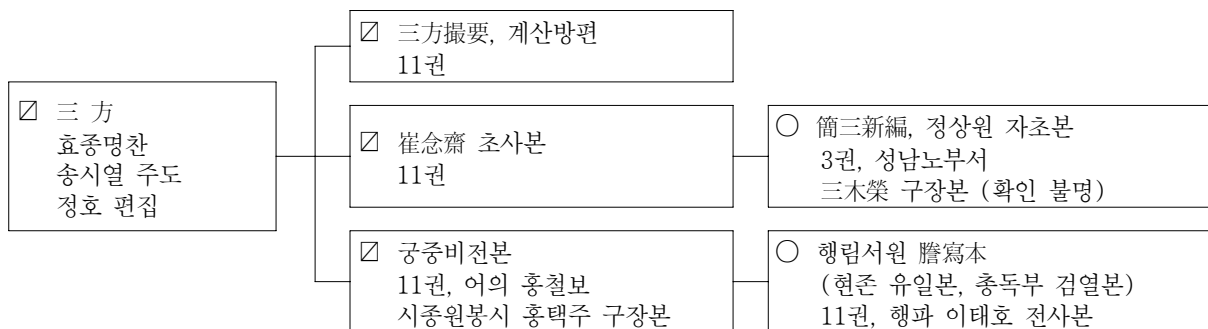 ☑ 三 方
효종명찬
송시열 주도
정호 편집
☑ 三方撮要, 계산방편
11권
☑ 崔念齋 초사본
11권
☑ 궁중비전본
11권, 어의 홍철보
시종원봉시 홍택주 구장본
○ 簡三新編, 정상원 자초본
3권, 성남노부서
三木榮 구장본 (확인 불명)
○ 행림서원 謄寫本
(현존 유일본, 총독부 검열본)
11권, 행파 이태호 전사본